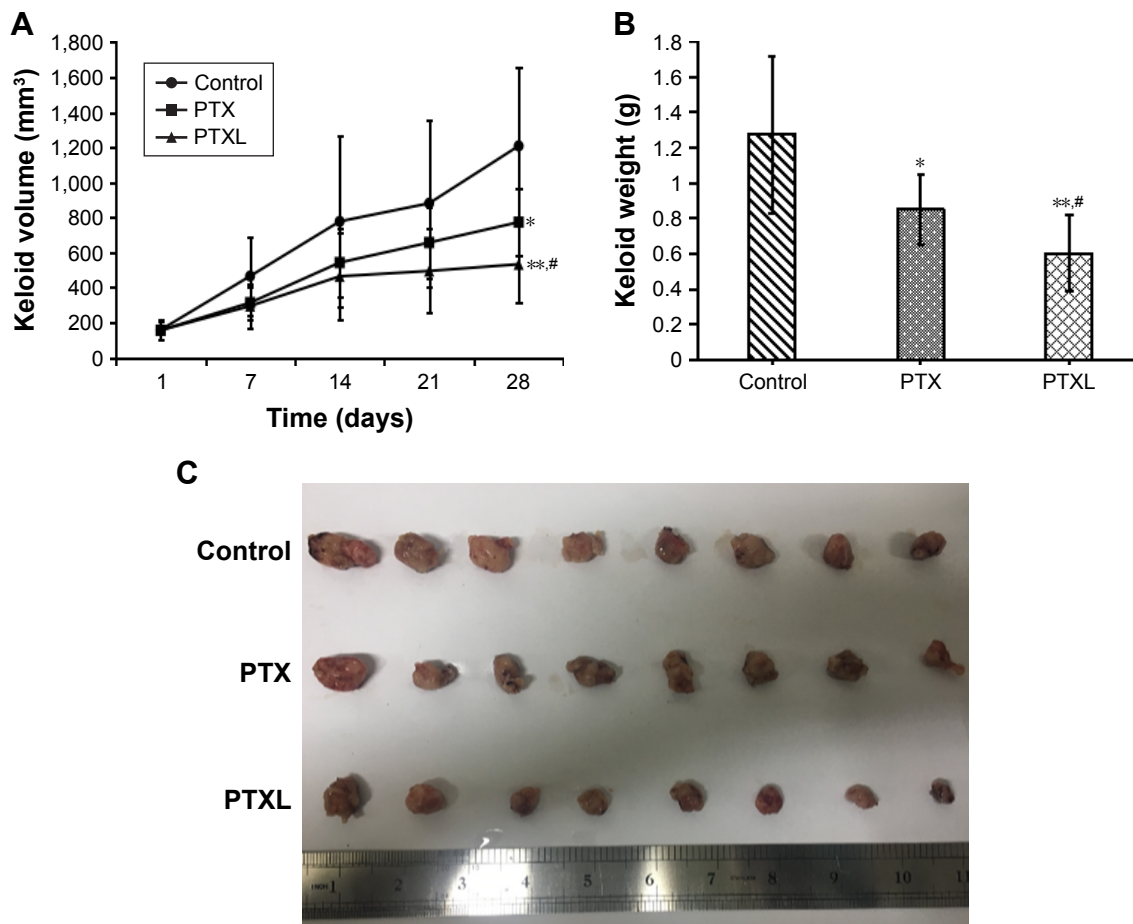 A
Keloid volume (mm³)
1,800
1,600
1,400
1,200
1,000
800
600
400
200
0
Control
PTX
PTXL
*
**,#
1 7 14 21 28
Time (days)
B
Keloid weight (g)
1.8
1.6
1.4
1.2
1
0.8
0.6
0.4
0.2
0
*
**,#
Control PTX PTXL
C
Control
PTX
PTXL
INCH 1 2 3 4 5 6 7 8 9 10 11